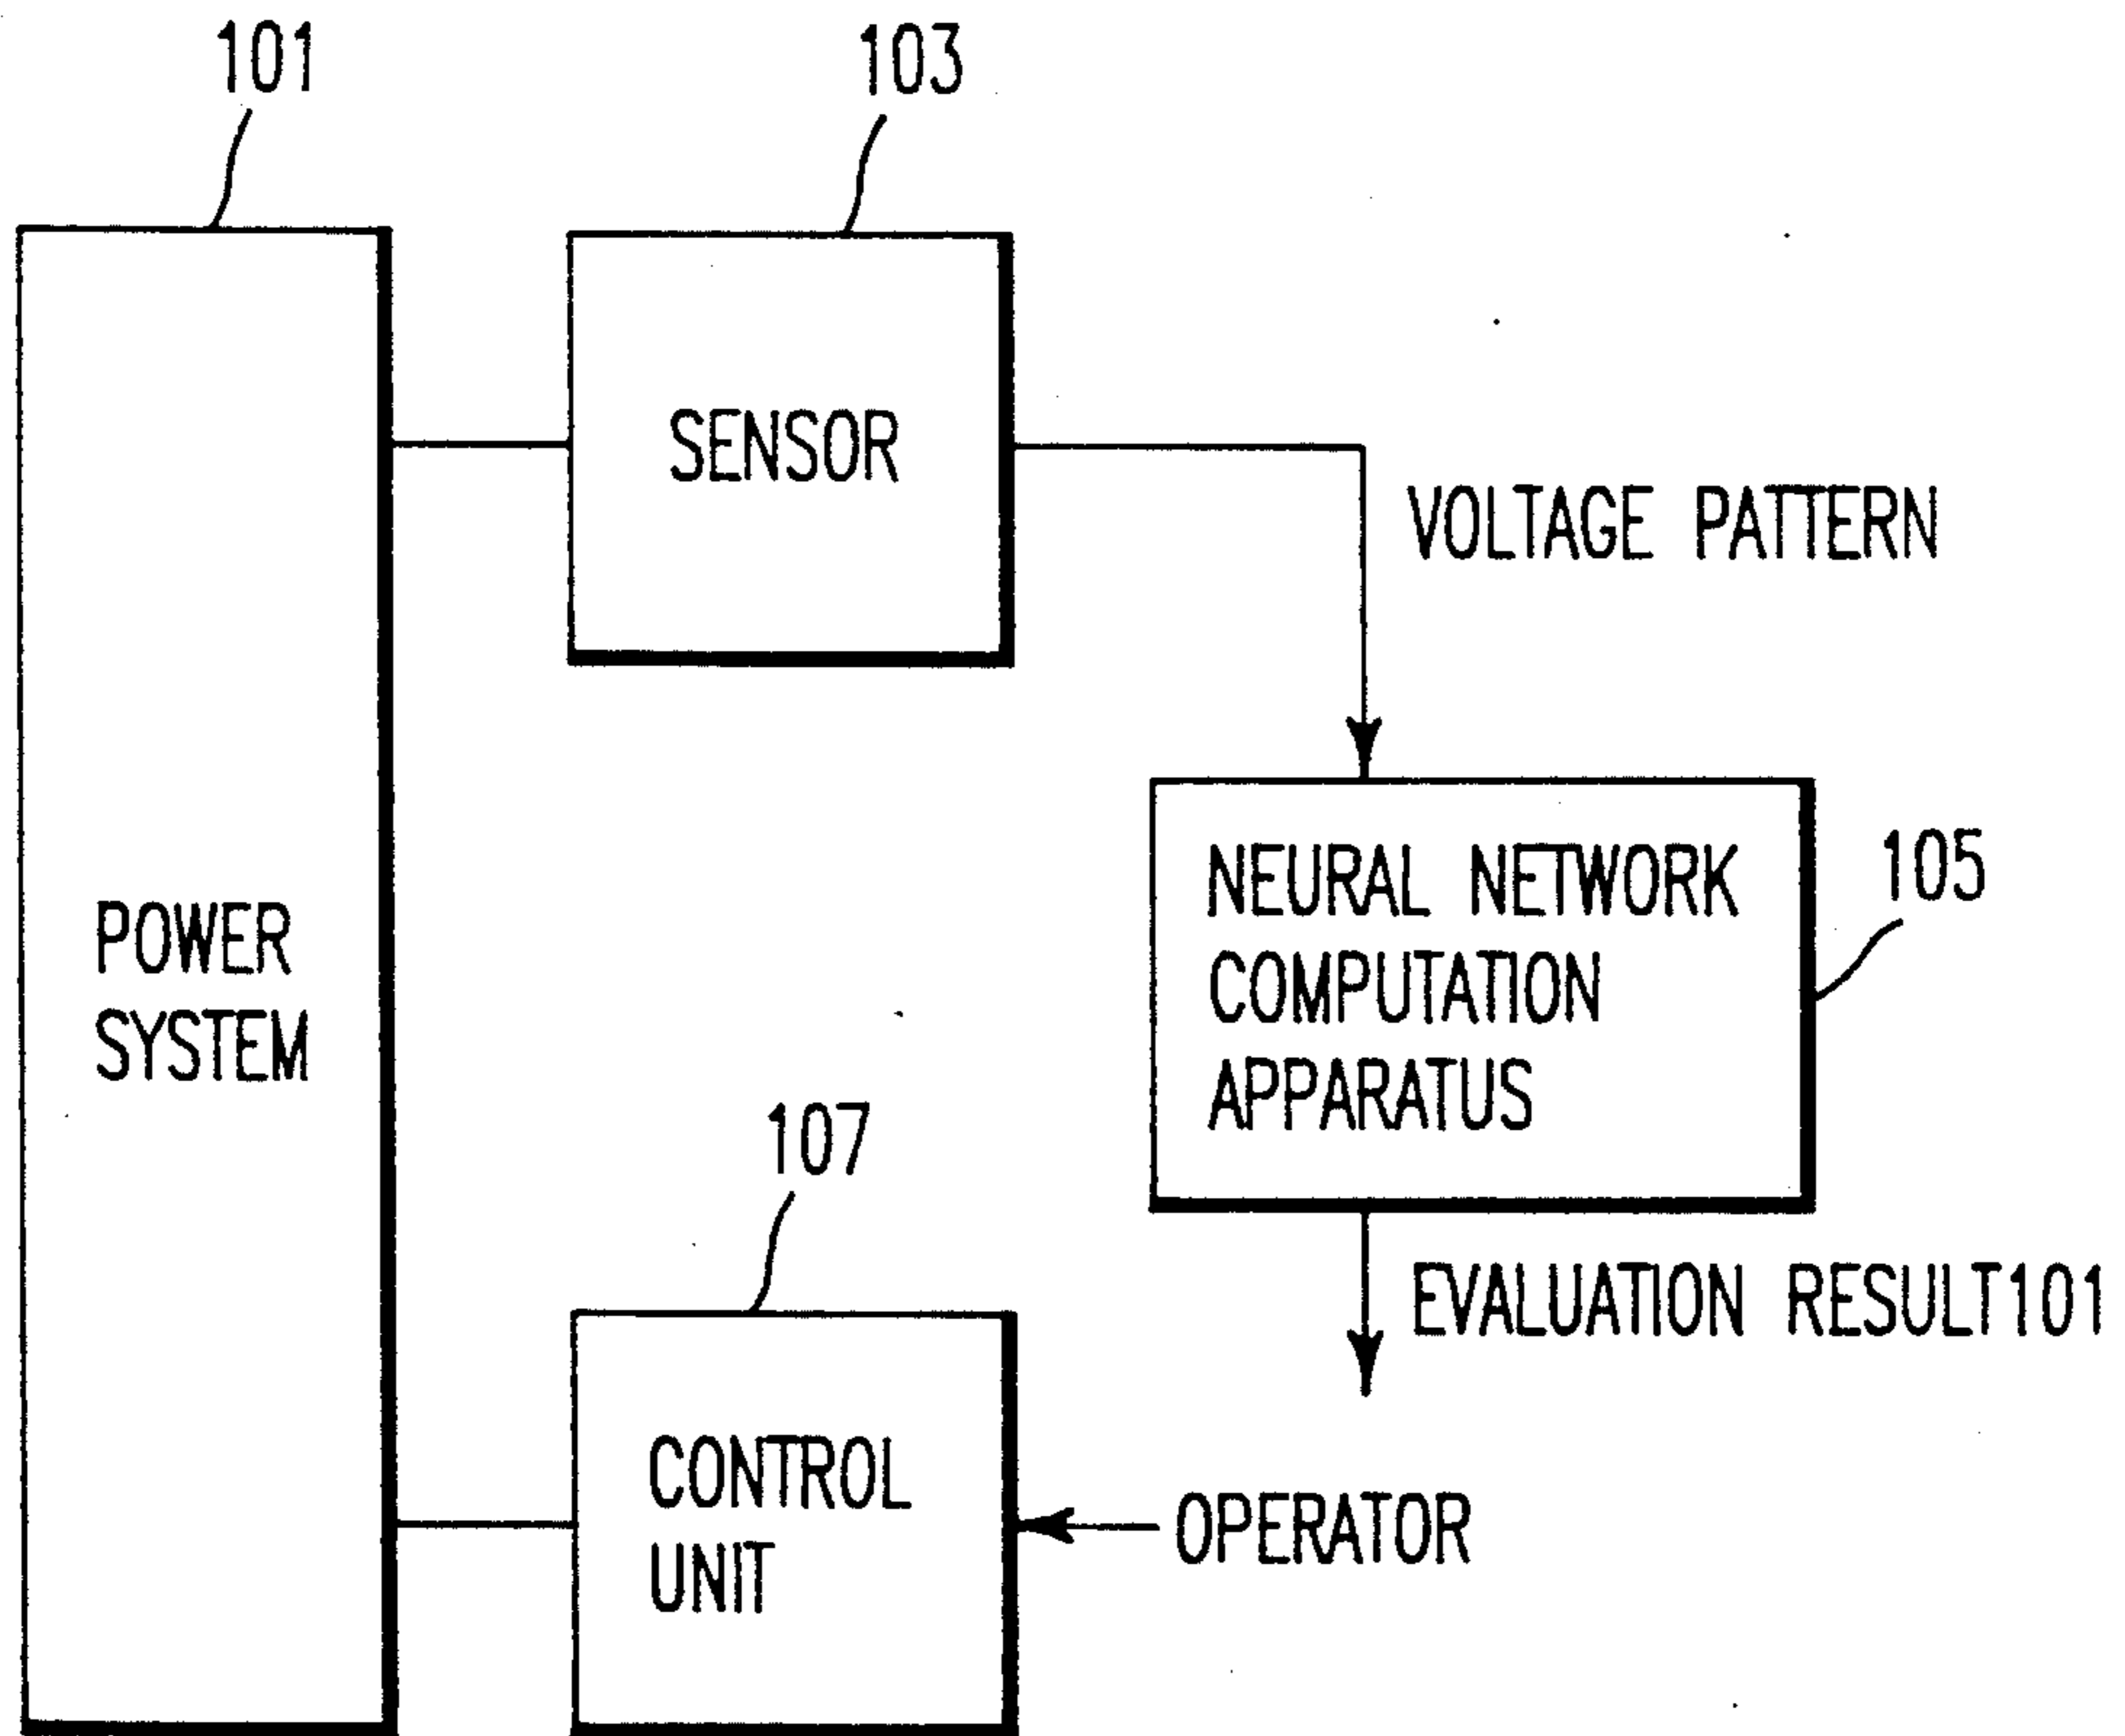 101
103
SENSOR
VOLTAGE PATTERN
NEURAL NETWORK
COMPUTATION
APPARATUS
105
POWER
SYSTEM
107
EVALUATION RESULT101
CONTROL
UNIT
OPERATOR